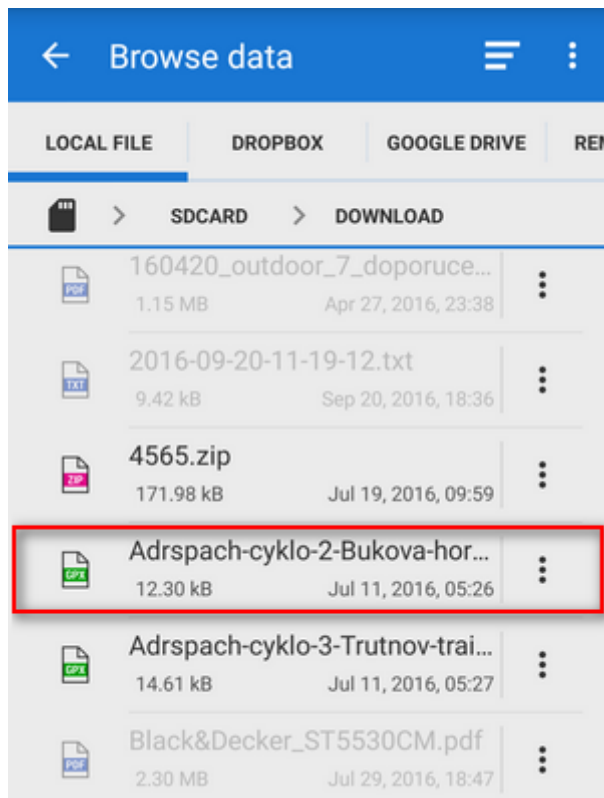 Browse data
LOCAL FILE DROPBOX GOOGLE DRIVE REM
SDCARD DOWNLOAD
160420_outdoor_7_doporuce...
PDF
1.15 MB Apr 27, 2016, 23:38
2016-09-20-11-19-12.txt
TXT
9.42 kB Sep 20, 2016, 18:36
4565.zip
ZIP
171.98 kB Jul 19, 2016, 09:59
Adrspach-cyklo-2-Bukova-hor...
GPX
12.30 kB Jul 11, 2016, 05:26
Adrspach-cyklo-3-Trutnov-trai...
GPX
14.61 kB Jul 11, 2016, 05:27
Black&Decker_ST5530CM.pdf
PDF
2.30 MB Jul 29, 2016, 18:47